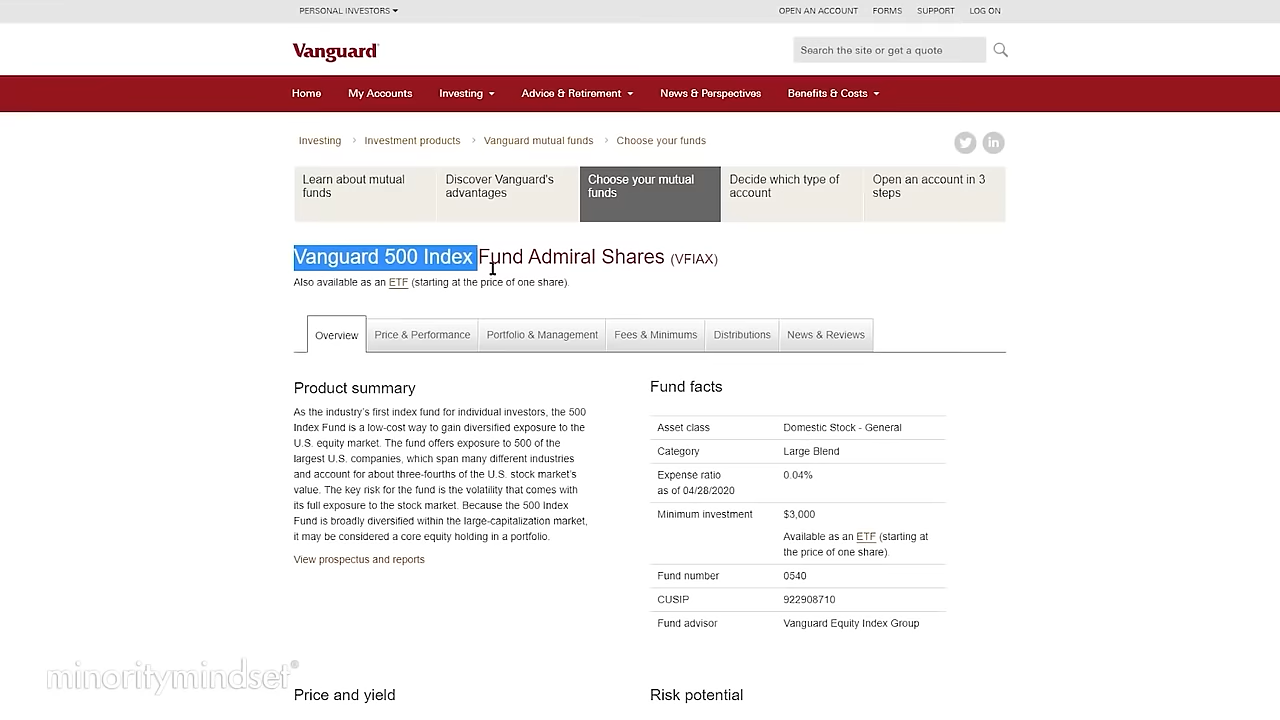 PERSONAL INVESTORS
OPEN AN ACCOUNT FORMS SUPPORT LOG ON
Vanguard
Search the site or get a quote
Home My Accounts Investing Advice & Retirement News & Perspectives Benefits & Costs
Investing > Investment products > Vanguard mutual funds > Choose your funds
Learn about mutual
funds
Discover Vanguard's
advantages
Choose your mutual
funds
Decide which type of
account
Open an account in 3
steps
Vanguard 500 Index Fund Admiral Shares (VFIAX)
Also available as an ETF (starting at the price of one share).
Overview Price & Performance Portfolio & Management Fees & Minimums Distributions News & Reviews
Product summary
As the industry's first index fund for individual investors, the 500
Index Fund is a low-cost way to gain diversified exposure to the
U.S. equity market. The fund offers exposure to 500 of the
largest U.S. companies, which span many different industries
and account for about three-fourths of the U.S. stock market's
value. The key risk for the fund is the volatility that comes with
its full exposure to the stock market. Because the 500 Index
Fund is broadly diversified within the large-capitalization market,
it may be considered a core equity holding in a portfolio.
View prospectus and reports
Fund facts
Asset class Domestic Stock - General
Category Large Blend
Expense ratio 0.04%
as of 04/28/2020
Minimum investment $3,000
Available as an ETF (starting at
the price of one share).
Fund number 0540
CUSIP 922908710
Fund advisor Vanguard Equity Index Group
minoritymindset®
Price and yield
Risk potential